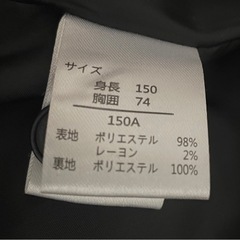 サイズ
身長 150
胸囲 74
150A
表地 ポリエステル 98%
レーヨン 2%
裏地 ポリエステル 100%